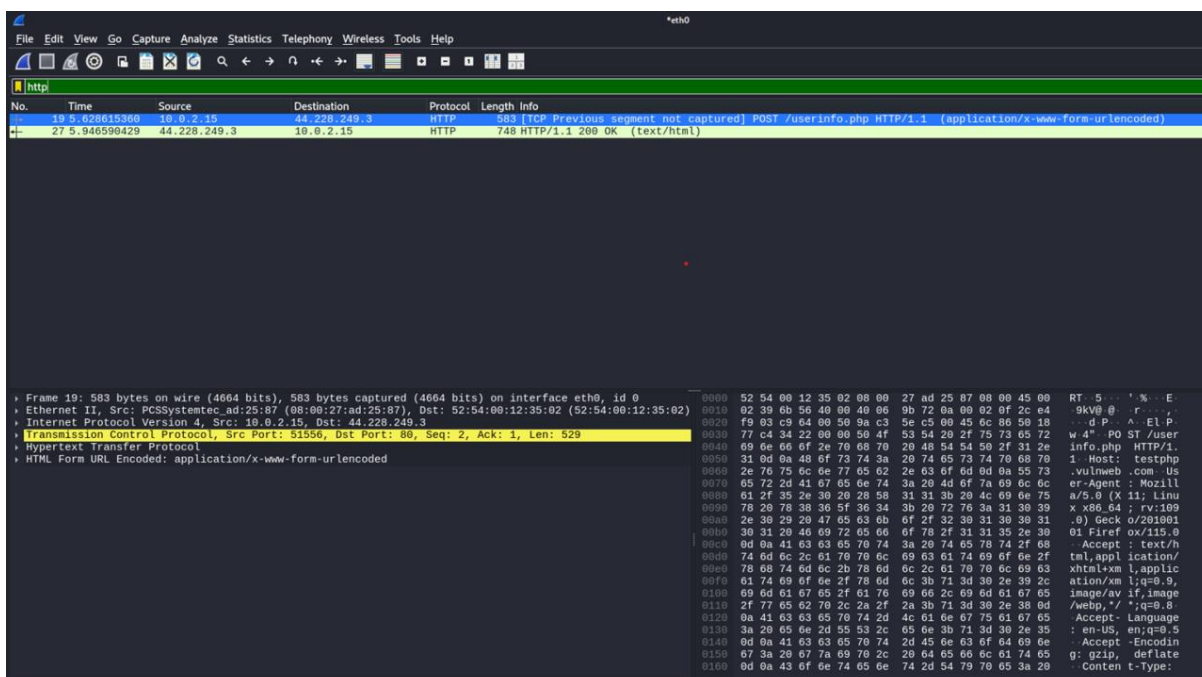 *eth0
File Edit View Go Capture Analyze Statistics Telephony Wireless Tools Help
http
No. Time Source Destination Protocol Length Info
19 5.628615360 10.0.2.15 44.228.249.3 HTTP 583 [TCP Previous segment not captured] POST /userinfo.php HTTP/1.1 (application/x-www-form-urlencoded)
27 5.946590429 44.228.249.3 10.0.2.15 HTTP 748 HTTP/1.1 200 OK (text/html)
Frame 19: 583 bytes on wire (4664 bits), 583 bytes captured (4664 bits) on interface eth0, id 0
Ethernet II, Src: PCSSystemtec_ad:25:87 (08:00:27:ad:25:87), Dst: 52:54:00:12:35:02 (52:54:00:12:35:02)
Internet Protocol Version 4, Src: 10.0.2.15, Dst: 44.228.249.3
Transmission Control Protocol, Src Port: 51556, Dst Port: 80, Seq: 2, Ack: 1, Len: 529
Hypertext Transfer Protocol
HTML Form URL Encoded: application/x-www-form-urlencoded
0000 52 54 00 12 35 02 08 00 27 ad 25 87 08 00 45 00 RT··5··· '·%···E·
0010 02 39 6b 56 40 00 40 06 9b 72 0a 00 02 0f 2c e4 ·9kV@·@· ·r····,·
0020 f9 03 c9 64 00 50 9a c3 5e c5 00 45 6c 86 50 18 ···d·P·· ^··El·P·
0030 77 c4 34 22 00 00 50 4f 53 54 20 2f 75 73 65 72 w·4"··PO ST /user
0040 69 6e 66 6f 2e 70 68 70 20 48 54 54 50 2f 31 2e info.php HTTP/1.
0050 31 0d 0a 48 6f 73 74 3a 20 74 65 73 74 70 68 70 1··Host: testphp
0060 2e 76 75 6c 6e 77 65 62 2e 63 6f 6d 0d 0a 55 73 .vulnweb .com··Us
0070 65 72 2d 41 67 65 6e 74 3a 20 4d 6f 7a 69 6c 6c er-Agent : Mozill
0080 61 2f 35 2e 30 20 28 58 31 31 3b 20 4c 69 6e 75 a/5.0 (X 11; Linu
0090 78 20 78 38 36 5f 36 34 3b 20 72 76 3a 31 30 39 x x86_64 ; rv:109
00a0 2e 30 29 20 47 65 63 6b 6f 2f 32 30 31 30 30 31 .0) Geck o/201001
00b0 30 31 20 46 69 72 65 66 6f 78 2f 31 31 35 2e 30 01 Firef ox/115.0
00c0 0d 0a 41 63 63 65 70 74 3a 20 74 65 78 74 2f 68 ··Accept : text/h
00d0 74 6d 6c 2c 61 70 70 6c 69 63 61 74 69 6f 6e 2f tml,appl ication/
00e0 78 68 74 6d 6c 2b 78 6d 6c 2c 61 70 70 6c 69 63 xhtml+xm l,applic
00f0 61 74 69 6f 6e 2f 78 6d 6c 3b 71 3d 30 2e 39 2c ation/xm l;q=0.9,
0100 69 6d 61 67 65 2f 61 76 69 66 2c 69 6d 61 67 65 image/av if,image
0110 2f 77 65 62 70 2c 2a 2f 2a 3b 71 3d 30 2e 38 0d /webp,*/ *;q=0.8·
0120 0a 41 63 63 65 70 74 2d 4c 61 6e 67 75 61 67 65 ·Accept- Language
0130 3a 20 65 6e 2d 55 53 2c 65 6e 3b 71 3d 30 2e 35 : en-US, en;q=0.5
0140 0d 0a 41 63 63 65 70 74 2d 45 6e 63 6f 64 69 6e ··Accept -Encodin
0150 67 3a 20 67 7a 69 70 2c 20 64 65 66 6c 61 74 65 g: gzip, deflate
0160 0d 0a 43 6f 6e 74 65 6e 74 2d 54 79 70 65 3a 20 ··Conten t-Type: